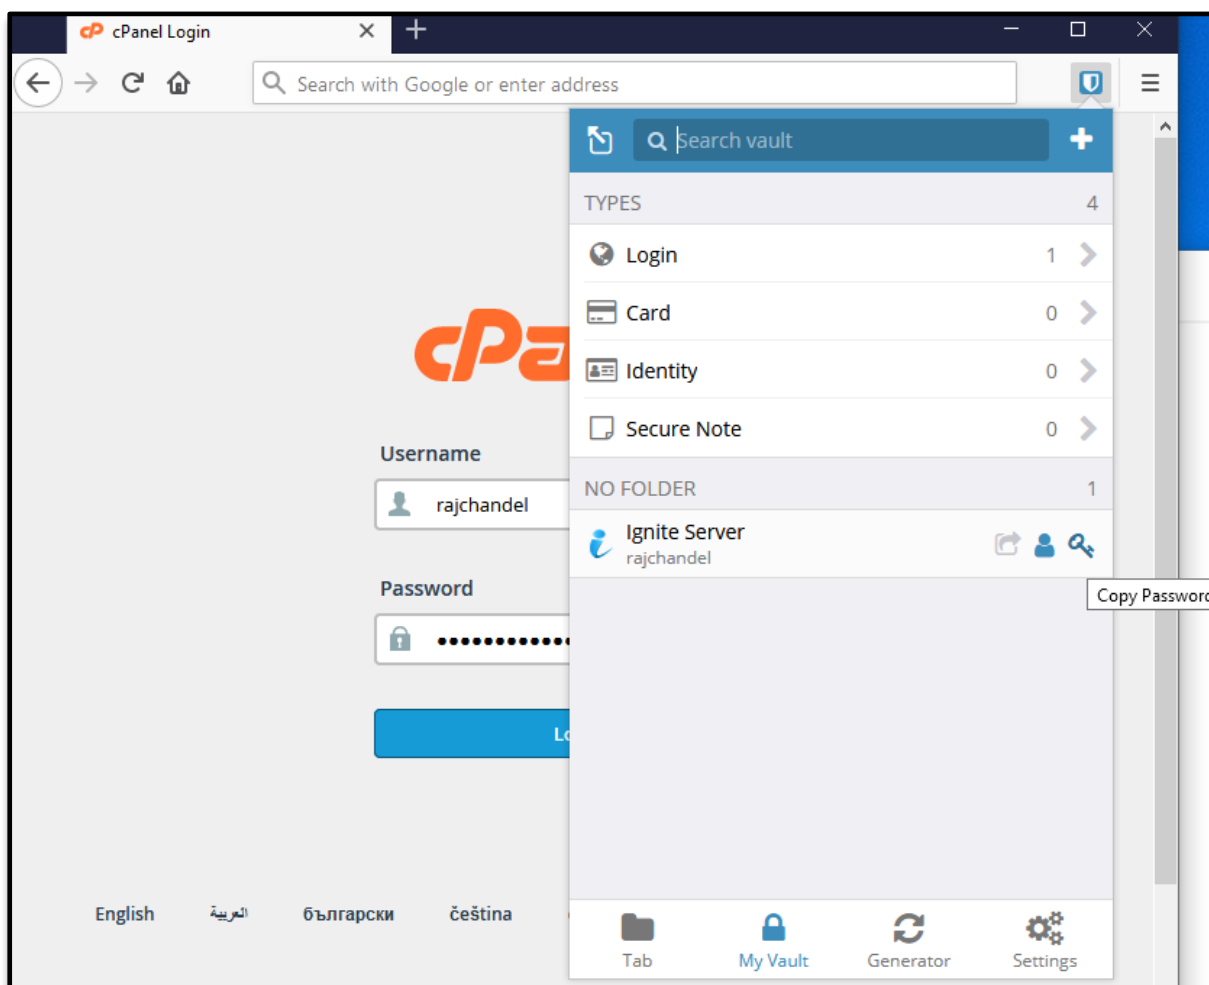 cPanel Login
Search with Google or enter address
Search vault
TYPES 4
Login 1
Card 0
Identity 0
Secure Note 0
NO FOLDER 1
Ignite Server
rajchandel
Copy Password
cPa
Username
rajchandel
Password
English العربية български čeština
Tab My Vault Generator Settings